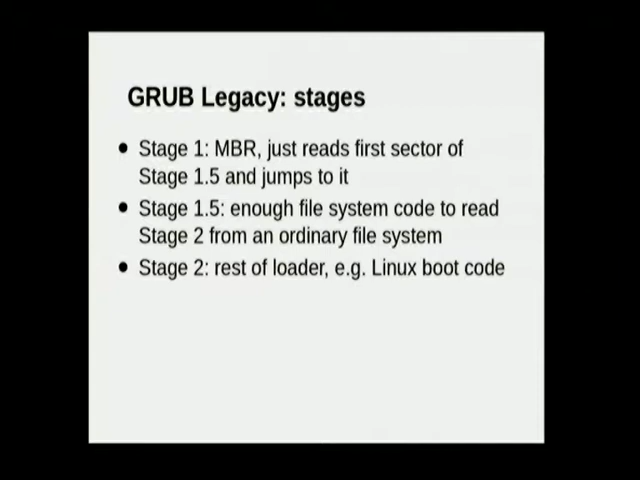 GRUB Legacy: stages
● Stage 1: MBR, just reads first sector of
Stage 1.5 and jumps to it
● Stage 1.5: enough file system code to read
Stage 2 from an ordinary file system
● Stage 2: rest of loader, e.g. Linux boot code